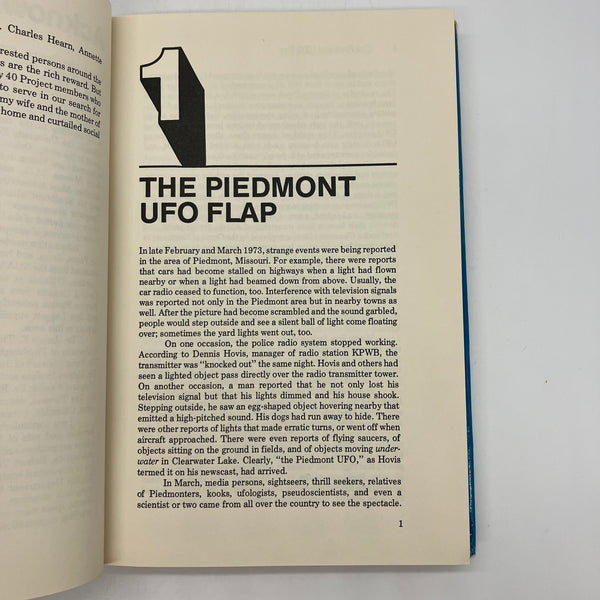 . Charles Hearn, Annette
rested persons around the
s are the rich reward. But
y 40 Project members who
to serve in our search for
my wife and the mother of
home and curtailed social
1
THE PIEDMONT
UFO FLAP
In late February and March 1973, strange events were being reported
in the area of Piedmont, Missouri. For example, there were reports
that cars had become stalled on highways when a light had flown
nearby or when a light had beamed down from above. Usually, the
car radio ceased to function, too. Interference with television signals
was reported not only in the Piedmont area but in nearby towns as
well. After the picture had become scrambled and the sound garbled,
people would step outside and see a silent ball of light come floating
over; sometimes the yard lights went out, too.
On one occasion, the police radio system stopped working.
According to Dennis Hovis, manager of radio station KPWB, the
transmitter was "knocked out" the same night. Hovis and others had
seen a lighted object pass directly over the radio transmitter tower.
On another occasion, a man reported that he not only lost his
television signal but that his lights dimmed and his house shook.
Stepping outside, he saw an egg-shaped object hovering nearby that
emitted a high-pitched sound. His dogs had run away to hide. There
were other reports of lights that made erratic turns, or went off when
aircraft approached. There were even reports of flying saucers, of
objects sitting on the ground in fields, and of objects moving under-
water in Clearwater Lake. Clearly, "the Piedmont UFO," as Hovis
termed it on his newscast, had arrived.
In March, media persons, sightseers, thrill seekers, relatives
of Piedmonters, kooks, ufologists, pseudoscientists, and even a
scientist or two came from all over the country to see the spectacle.
1